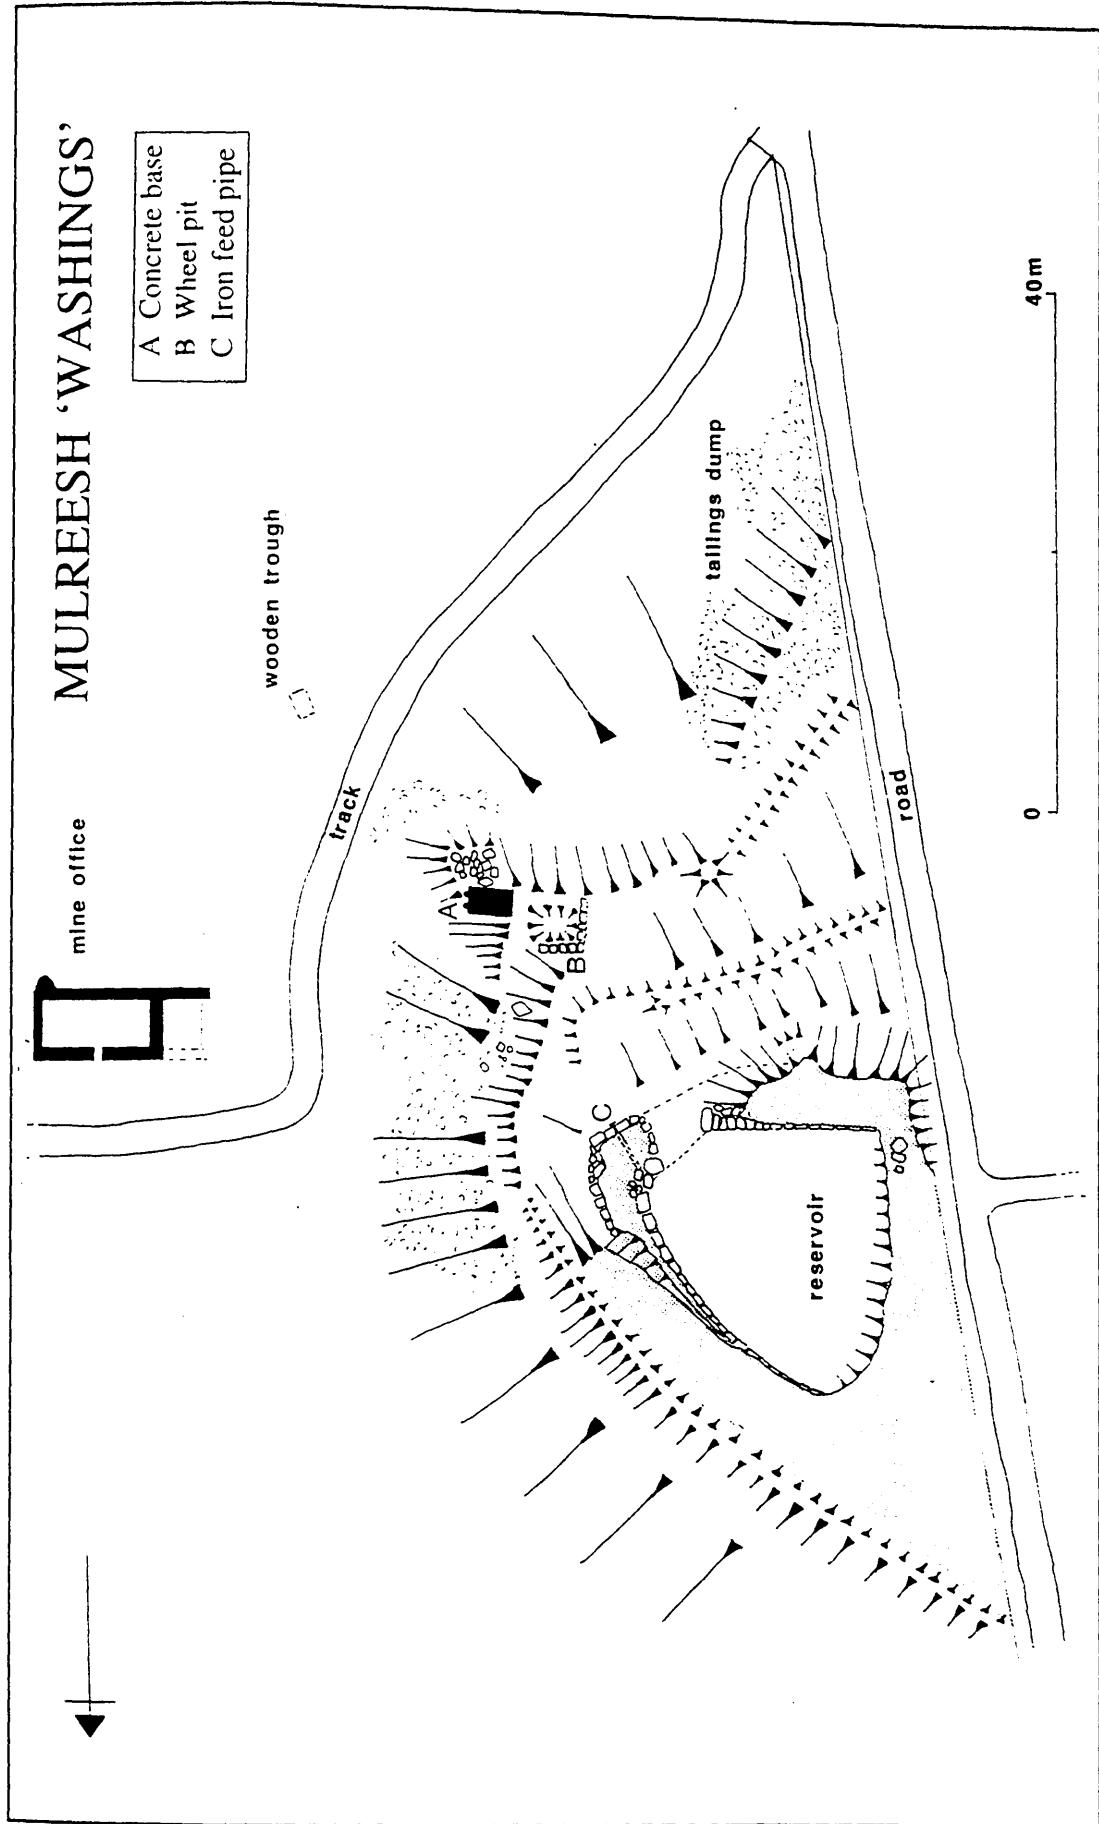 MULREESH ‘WASHINGS’
A Concrete base
B Wheel pit
C Iron feed pipe
mine office
wooden trough
track
A
B
C
tailings dump
reservoir
road
0
40m